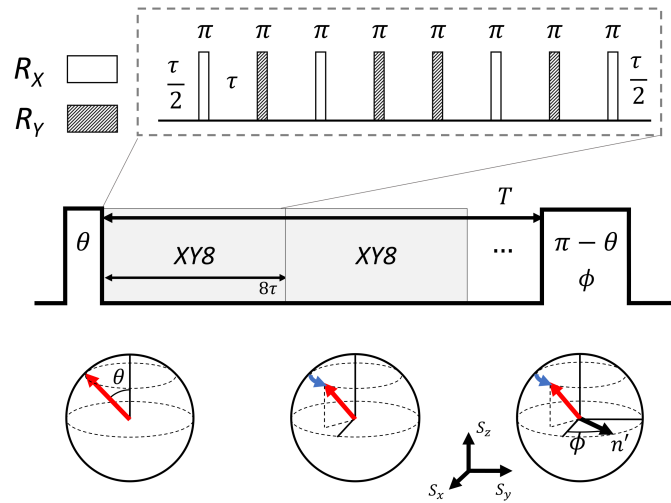 π π π π π π π π
R_X
τ/2 τ τ/2
R_Y
T
θ XY8 XY8 ... π − θ
ϕ
8τ
θ
S_z
ϕ n′
S_x S_y